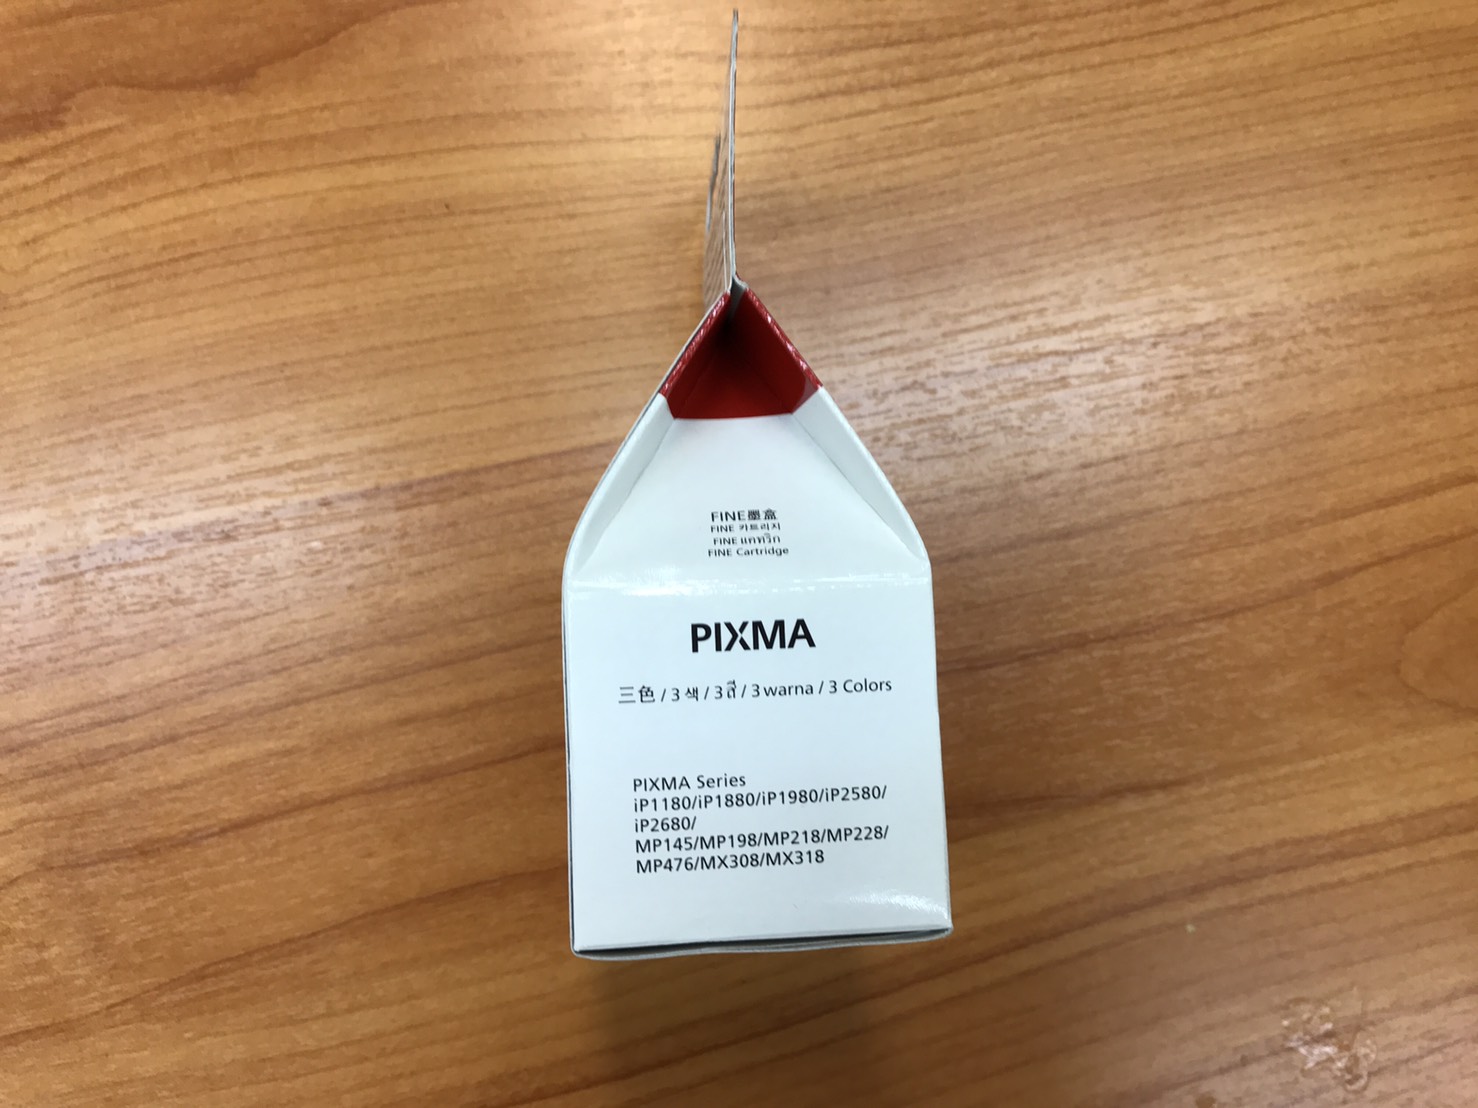 FINE墨盒
FINE 카트리지
FINE แคทริก
FINE Cartridge
PIXMA
三色 / 3 색 / 3 สี / 3 warna / 3 Colors
PIXMA Series
iP1180/iP1880/iP1980/iP2580/
iP2680/
MP145/MP198/MP218/MP228/
MP476/MX308/MX318